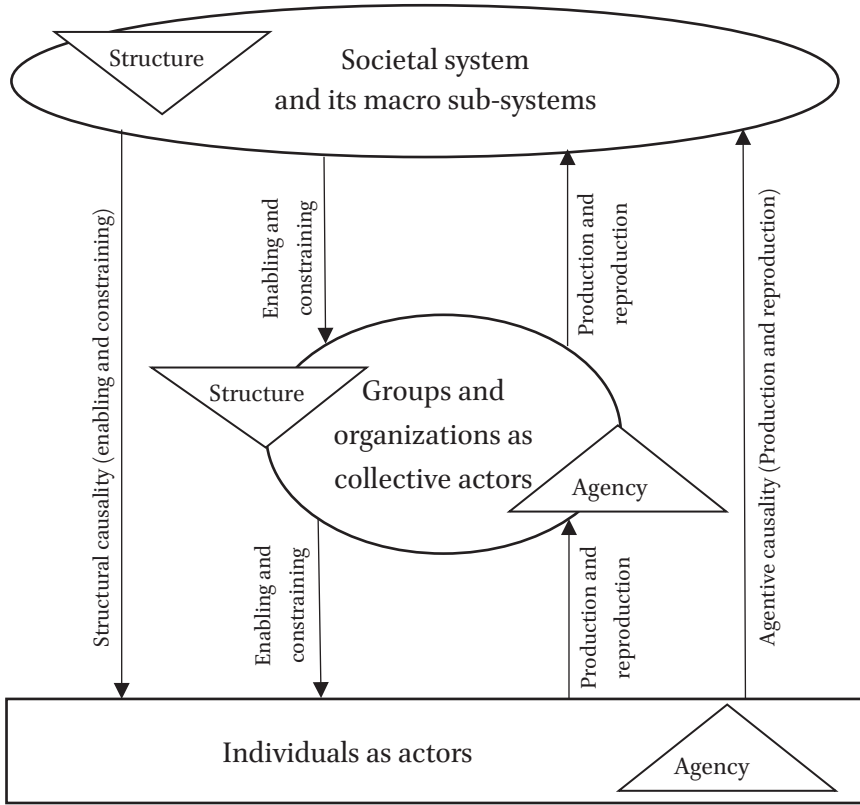 Structure
Societal system
and its macro sub-systems
Structural causality (enabling and constraining)
Enabling and
constraining
Production and
reproduction
Agentive causality (Production and reproduction)
Structure
Groups and
organizations as
collective actors
Agency
Enabling and
constraining
Production and
reproduction
Individuals as actors
Agency